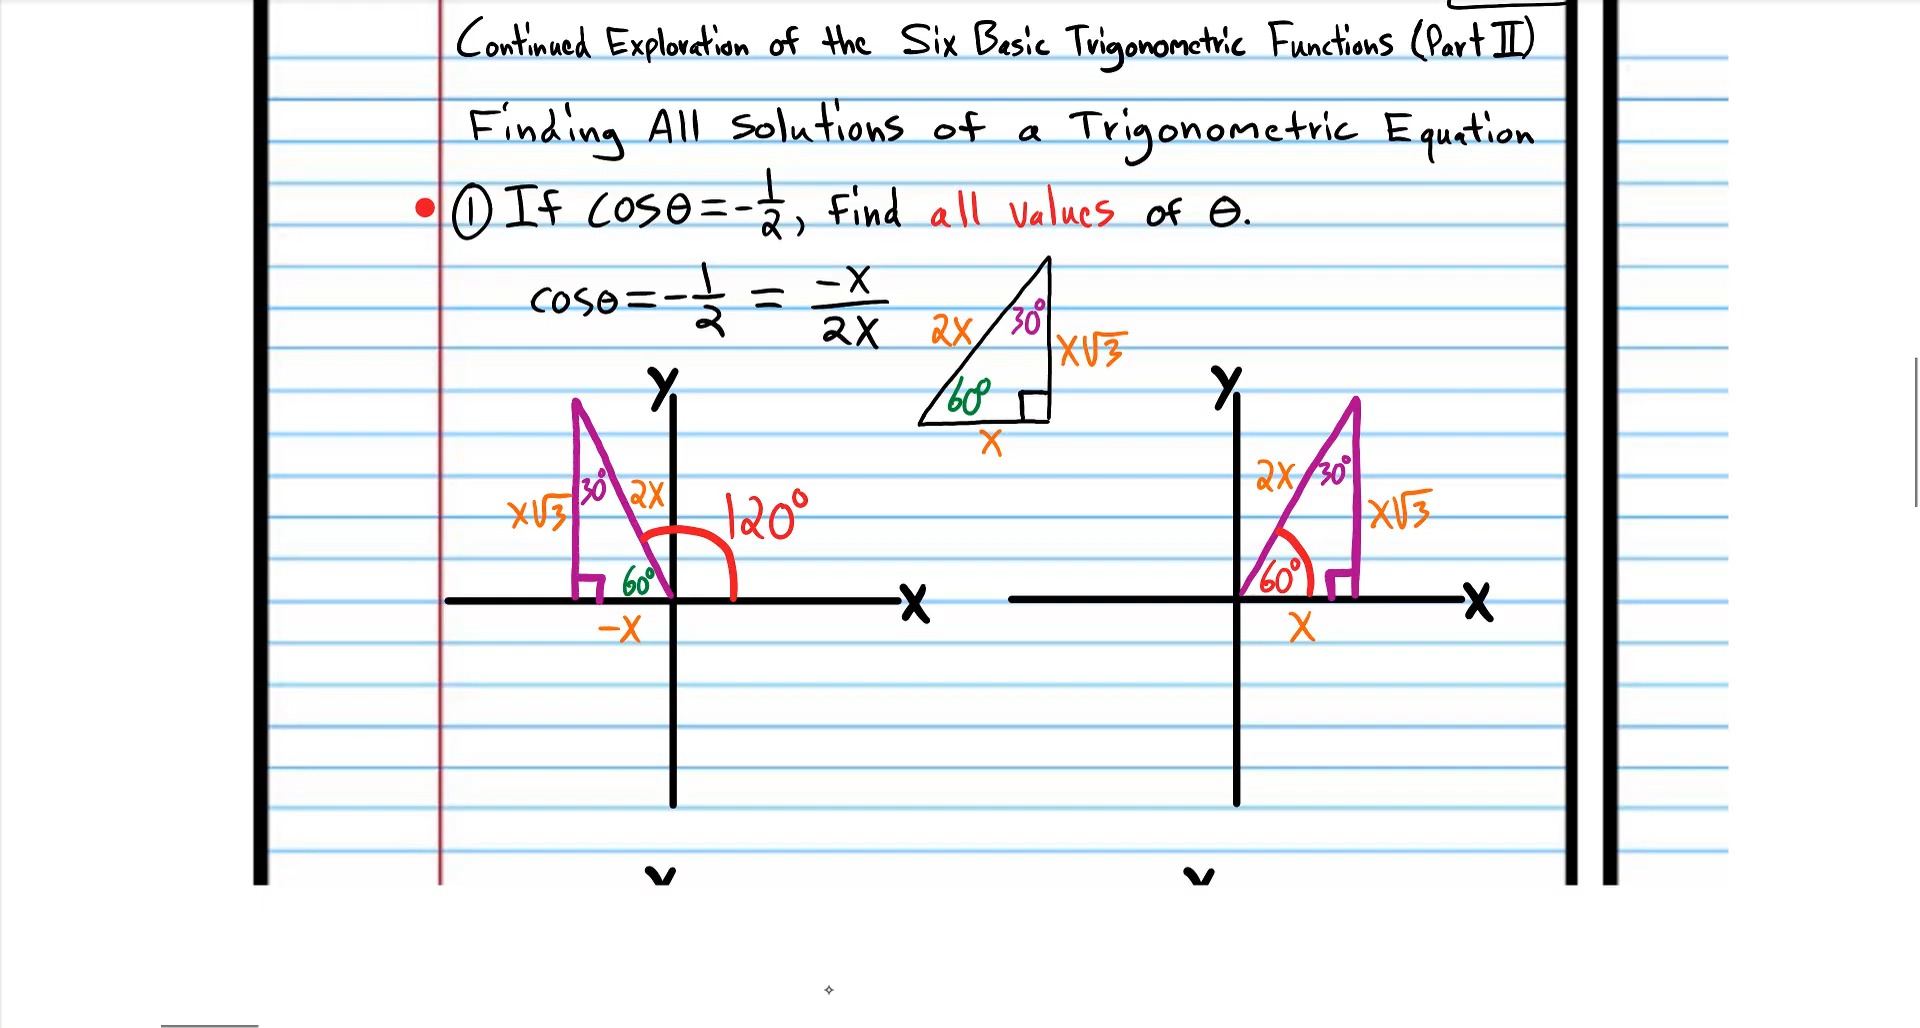 Continued Exploration of the Six Basic Trigonometric Functions (Part II)
Finding All Solutions of a Trigonometric Equation
① If cosθ = -1/2, find all values of θ.
cosθ = -1/2 = -x/2x
2x 30° x√3
60°
x
y
x√3 30° 2x 120°
60° x
-x
y
2x 30° x√3
60° x
x
y y